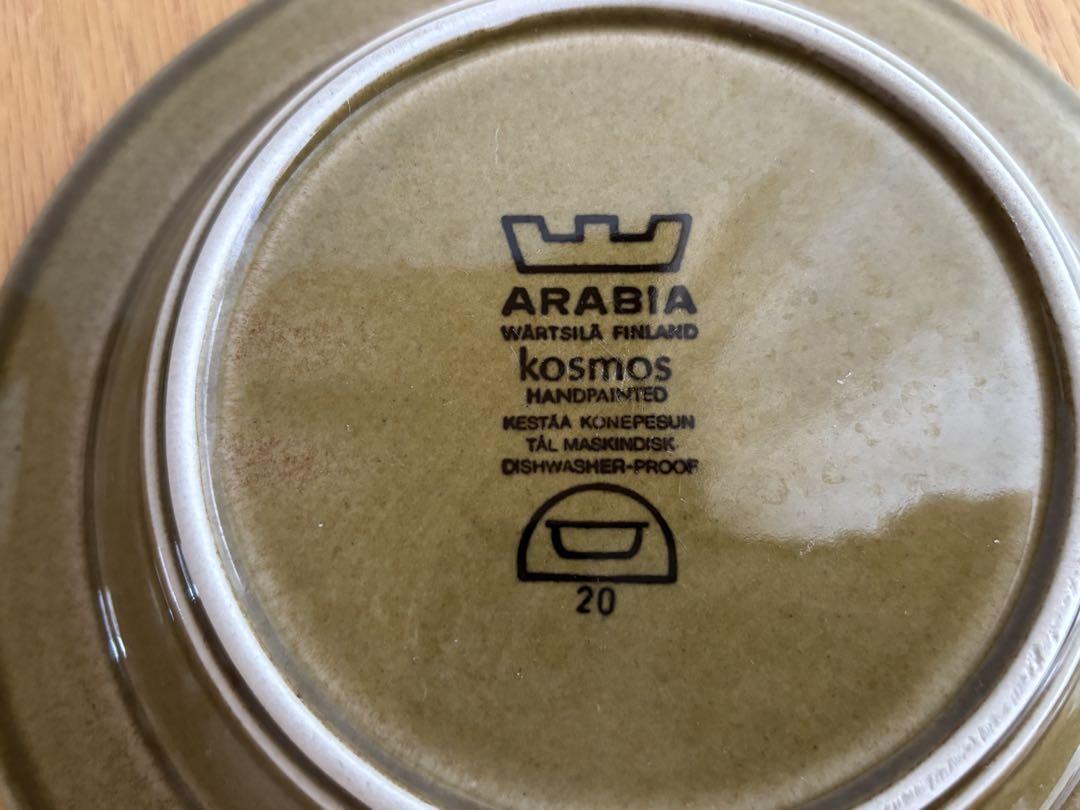 ARABIA
WÄRTSILÄ FINLAND
kosmos
HANDPAINTED
KESTÄÄ KONEPESUN
TÅL MASKINDISK
DISHWASHER-PROOF
20